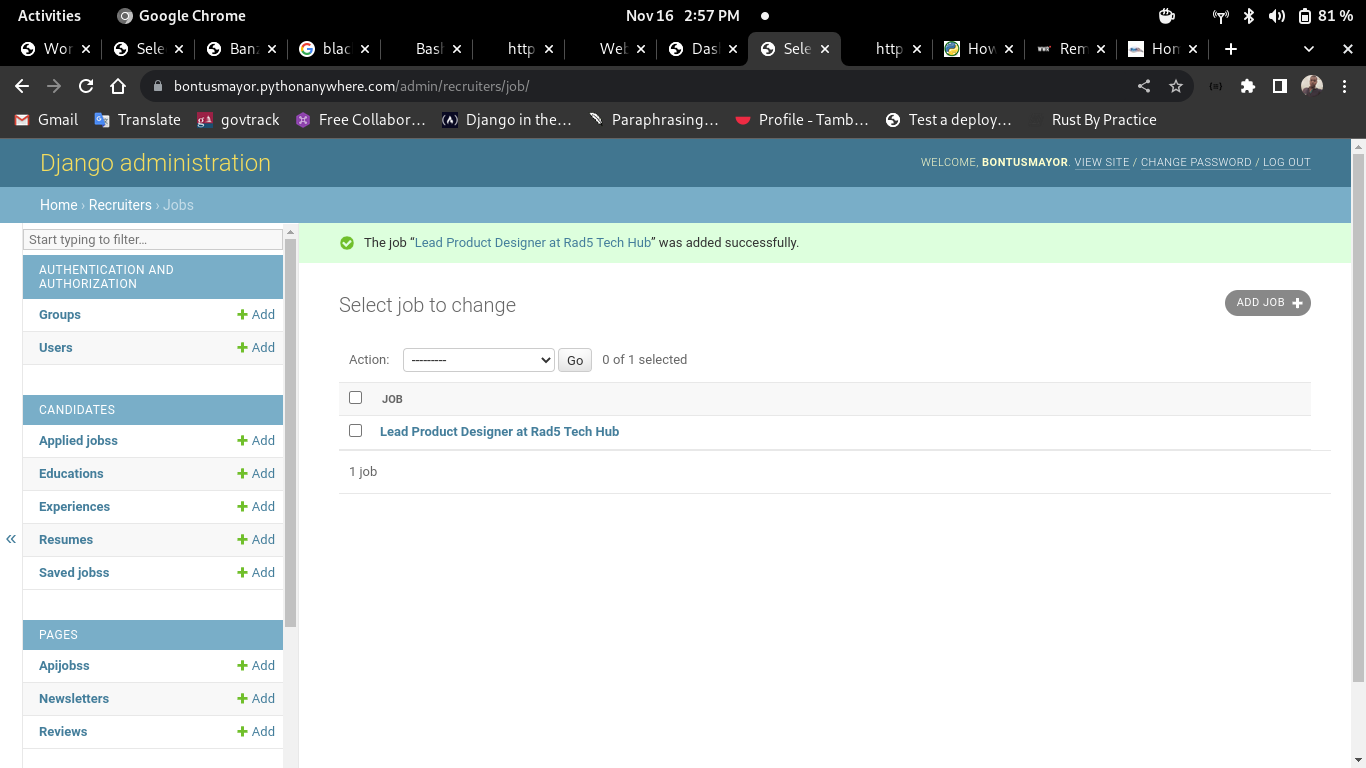 Activities
Google Chrome
Nov 16 2:57 PM
81 %
Wor
Sele
Ban
blac
Bas
http
Web
Das
Sele
http
How
Rem
Hom
bontusmayor.pythonanywhere.com/admin/recruiters/job/
Gmail
Translate
govtrack
Free Collabor...
Django in the...
Paraphrasing...
Profile - Tamb...
Test a deploy...
Rust By Practice
Django administration
WELCOME, BONTUSMAYOR. VIEW SITE / CHANGE PASSWORD / LOG OUT
Home › Recruiters › Jobs
Start typing to filter...
AUTHENTICATION AND
AUTHORIZATION
Groups
Add
Users
Add
CANDIDATES
Applied jobss
Add
Educations
Add
Experiences
Add
Resumes
Add
Saved jobss
Add
PAGES
Apijobss
Add
Newsletters
Add
Reviews
Add
«
The job “Lead Product Designer at Rad5 Tech Hub” was added successfully.
Select job to change
ADD JOB
Action:
---------
Go
0 of 1 selected
JOB
Lead Product Designer at Rad5 Tech Hub
1 job